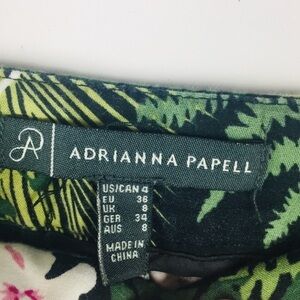 ADRIANNA PAPELL
US/CAN 4
EU 36
UK 8
GER 34
AUS 8
MADE IN
CHINA